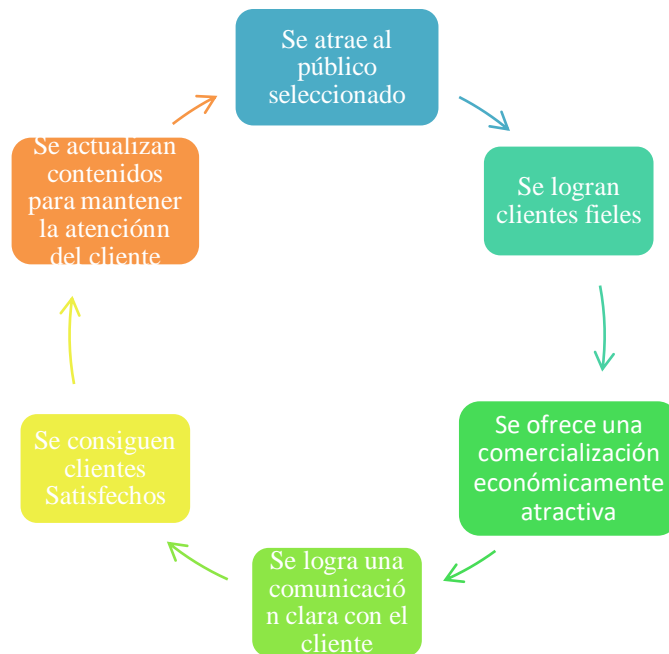 Se atrae al
público
seleccionado
Se logran
clientes fieles
Se ofrece una
comercialización
económicamente
atractiva
Se logra una
comunicació
n clara con el
cliente
Se consiguen
clientes
Satisfechos
Se actualizan
contenidos
para mantener
la atenciónn
del cliente